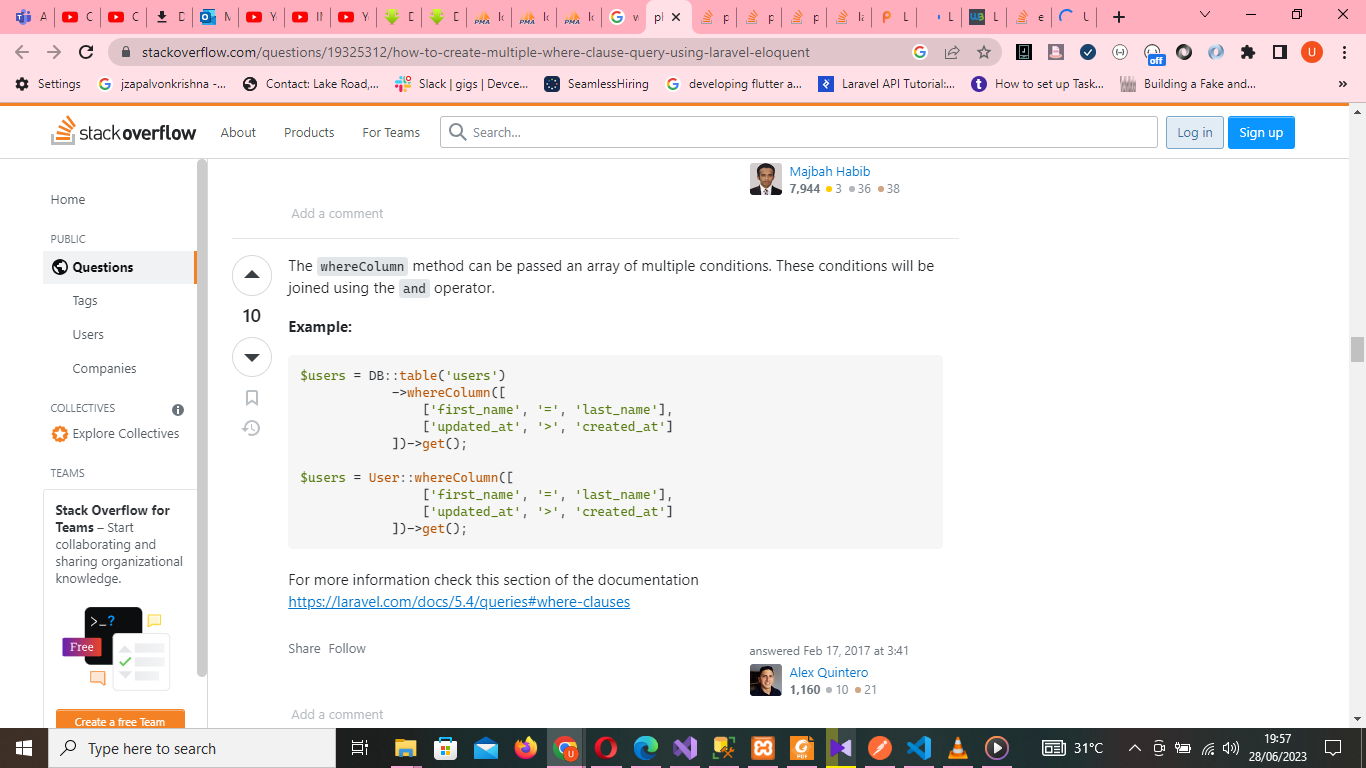 stackoverflow.com/questions/19325312/how-to-create-multiple-where-clause-query-using-laravel-eloquent
U
off
Settings
jzapalvonkrishna -...
Contact: Lake Road,...
Slack | gigs | Devce...
SeamlessHiring
developing flutter a...
Laravel API Tutorial:...
How to set up Task...
Building a Fake and...
»
stackoverflow
About
Products
For Teams
Search...
Log in
Sign up
Home
PUBLIC
Questions
Tags
Users
Companies
COLLECTIVES
Explore Collectives
TEAMS
Stack Overflow for
Teams – Start
collaborating and
sharing organizational
knowledge.
>_?
Free
Create a free Team
Majbah Habib
7,944 3 36 38
Add a comment
10
The whereColumn method can be passed an array of multiple conditions. These conditions will be
joined using the and operator.
Example:
$users = DB::table('users')
->whereColumn([
['first_name', '=', 'last_name'],
['updated_at', '>', 'created_at']
])->get();
$users = User::whereColumn([
['first_name', '=', 'last_name'],
['updated_at', '>', 'created_at']
])->get();
For more information check this section of the documentation
https://laravel.com/docs/5.4/queries#where-clauses
Share Follow
answered Feb 17, 2017 at 3:41
Alex Quintero
1,160 10 21
Add a comment
Type here to search
31°C
19:57
28/06/2023